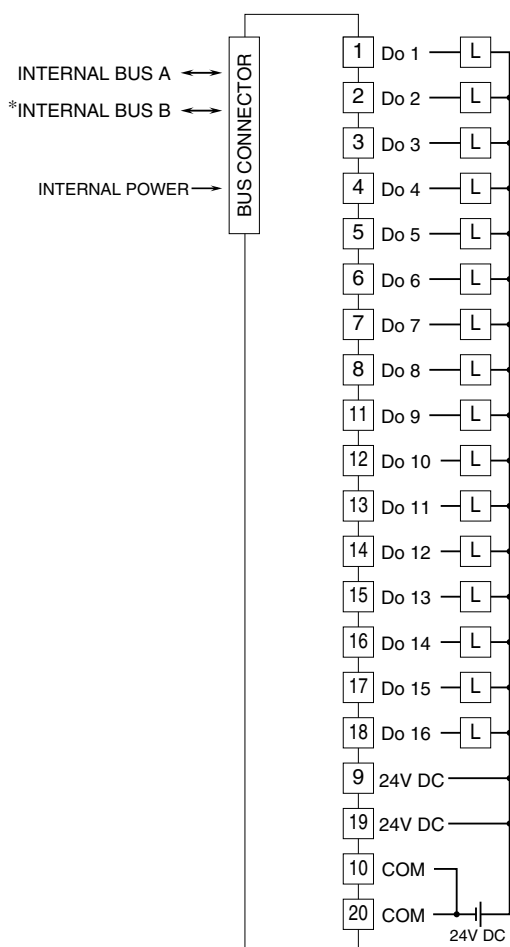 INTERNAL BUS A
*INTERNAL BUS B
INTERNAL POWER
BUS CONNECTOR
1 Do 1 L
2 Do 2 L
3 Do 3 L
4 Do 4 L
5 Do 5 L
6 Do 6 L
7 Do 7 L
8 Do 8 L
11 Do 9 L
12 Do 10 L
13 Do 11 L
14 Do 12 L
15 Do 13 L
16 Do 14 L
17 Do 15 L
18 Do 16 L
9 24V DC
19 24V DC
10 COM
20 COM
24V DC